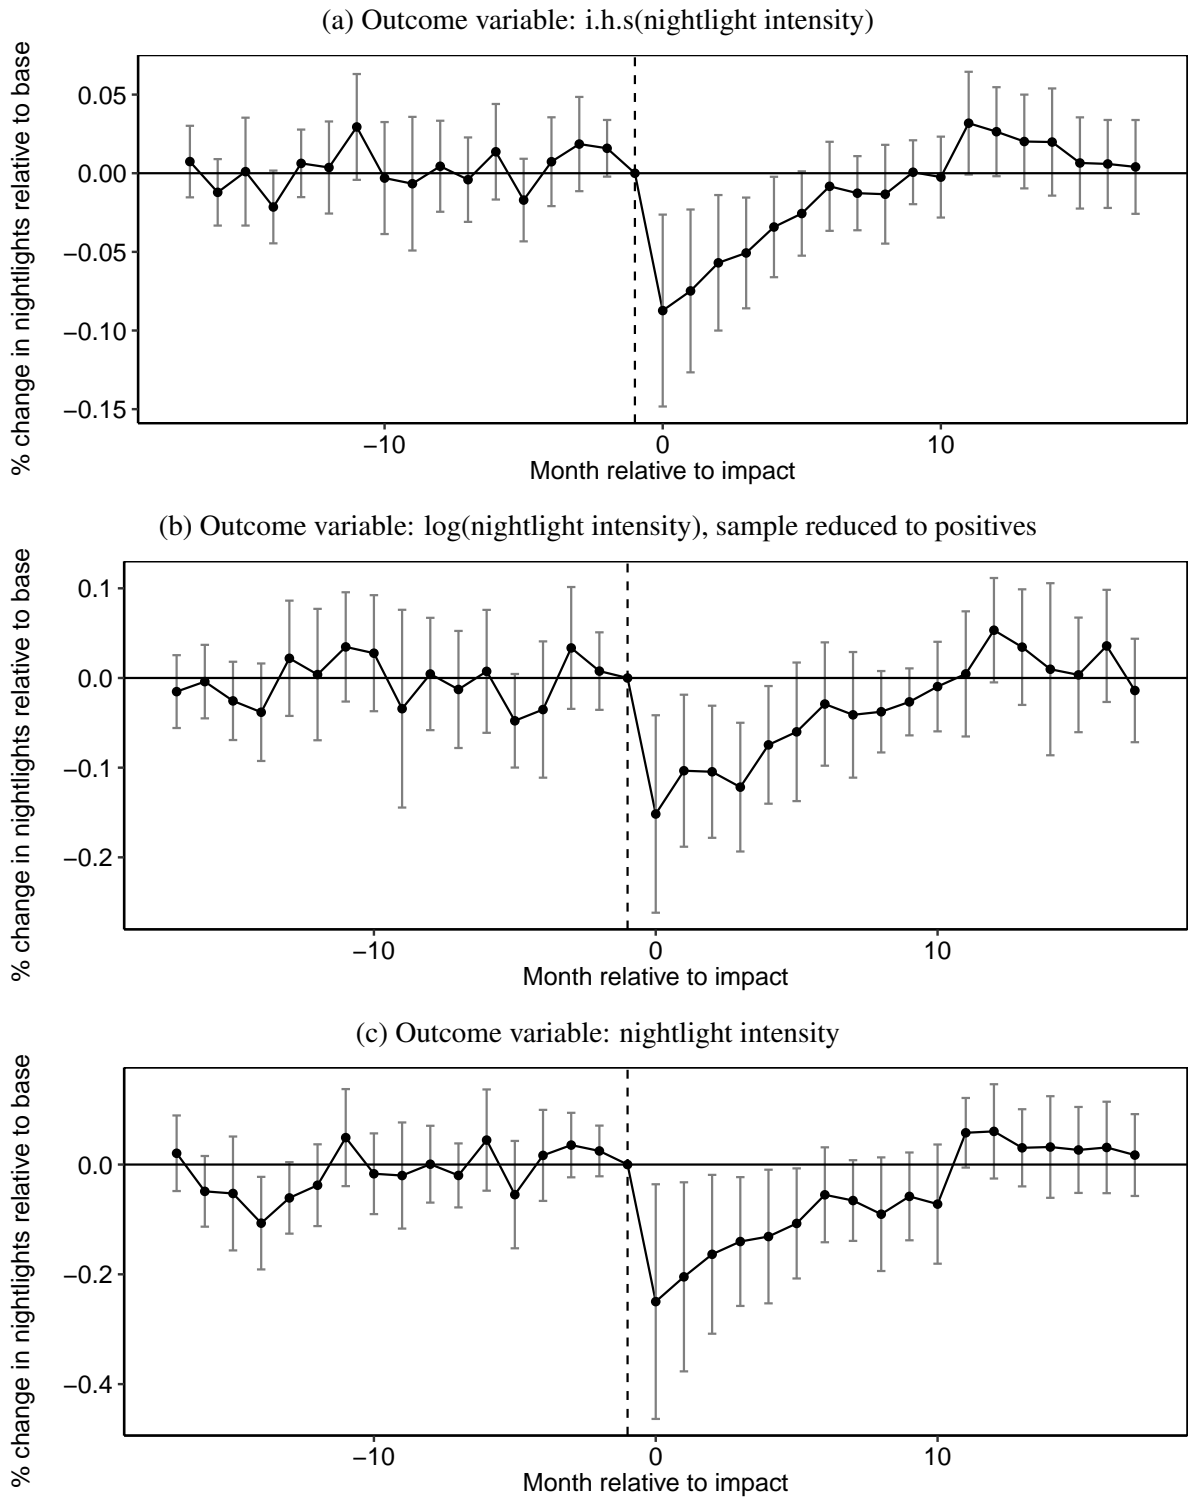 (a) Outcome variable: i.h.s(nightlight intensity)
% change in nightlights relative to base
0.05
0.00
−0.05
−0.10
−0.15
−10 0 10
Month relative to impact
(b) Outcome variable: log(nightlight intensity), sample reduced to positives
% change in nightlights relative to base
0.1
0.0
−0.1
−0.2
−10 0 10
Month relative to impact
(c) Outcome variable: nightlight intensity
% change in nightlights relative to base
0.0
−0.2
−0.4
−10 0 10
Month relative to impact